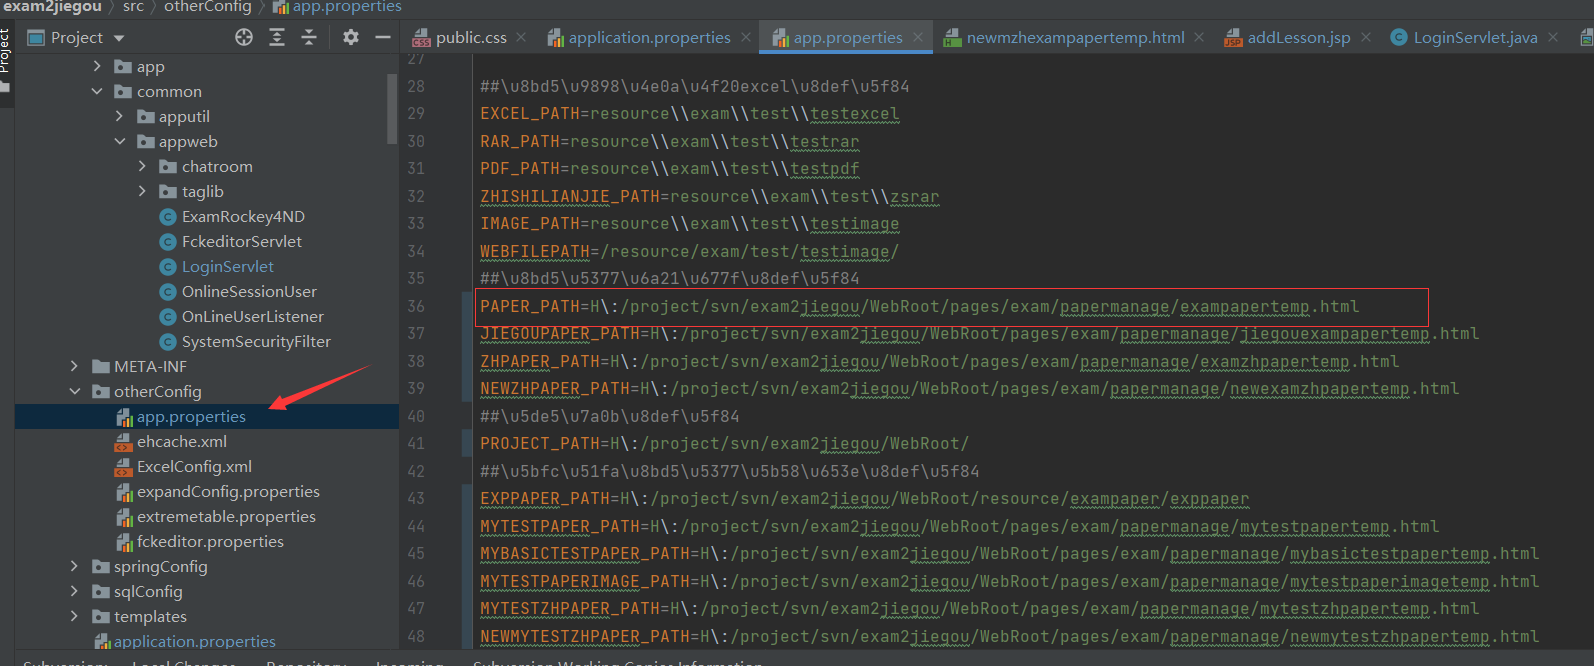 exam2jiegou > src > otherConfig > app.properties
Project
Project
public.css
application.properties
app.properties
newmzhexampapertemp.html
addLesson.jsp
LoginServlet.java
app
common
apputil
appweb
chatroom
taglib
ExamRockey4ND
FckeditorServlet
LoginServlet
OnlineSessionUser
OnLineUserListener
SystemSecurityFilter
META-INF
otherConfig
app.properties
ehcache.xml
ExcelConfig.xml
expandConfig.properties
extremetable.properties
fckeditor.properties
springConfig
sqlConfig
templates
application.properties
27
28 ##\u8bd5\u9898\u4e0a\u4f20excel\u8def\u5f84
29 EXCEL_PATH=resource\\exam\\test\\testexcel
30 RAR_PATH=resource\\exam\\test\\testrar
31 PDF_PATH=resource\\exam\\test\\testpdf
32 ZHISHILIANJIE_PATH=resource\\exam\\test\\zsrar
33 IMAGE_PATH=resource\\exam\\test\\testimage
34 WEBFILEPATH=/resource/exam/test/testimage/
35 ##\u8bd5\u5377\u6a21\u677f\u8def\u5f84
36 PAPER_PATH=H\:/project/svn/exam2jiegou/WebRoot/pages/exam/papermanage/exampapertemp.html
37 JIEGOUPAPER_PATH=H\:/project/svn/exam2jiegou/WebRoot/pages/exam/papermanage/jiegouexampapertemp.html
38 ZHPAPER_PATH=H\:/project/svn/exam2jiegou/WebRoot/pages/exam/papermanage/examzhpapertemp.html
39 NEWZHPAPER_PATH=H\:/project/svn/exam2jiegou/WebRoot/pages/exam/papermanage/newexamzhpapertemp.html
40 ##\u5de5\u7a0b\u8def\u5f84
41 PROJECT_PATH=H\:/project/svn/exam2jiegou/WebRoot/
42 ##\u5bfc\u51fa\u8bd5\u5377\u5b58\u653e\u8def\u5f84
43 EXPPAPER_PATH=H\:/project/svn/exam2jiegou/WebRoot/resource/exampaper/exppaper
44 MYTESTPAPER_PATH=H\:/project/svn/exam2jiegou/WebRoot/pages/exam/papermanage/mytestpapertemp.html
45 MYBASICTESTPAPER_PATH=H\:/project/svn/exam2jiegou/WebRoot/pages/exam/papermanage/mybasictestpapertemp.html
46 MYTESTPAPERIMAGE_PATH=H\:/project/svn/exam2jiegou/WebRoot/pages/exam/papermanage/mytestpaperimagetemp.html
47 MYTESTZHPAPER_PATH=H\:/project/svn/exam2jiegou/WebRoot/pages/exam/papermanage/mytestzhpapertemp.html
48 NEWMYTESTZHPAPER_PATH=H\:/project/svn/exam2jiegou/WebRoot/pages/exam/papermanage/newmytestzhpapertemp.html
Subversion: Local Changes Repository Incoming Subversion Working Copies Information